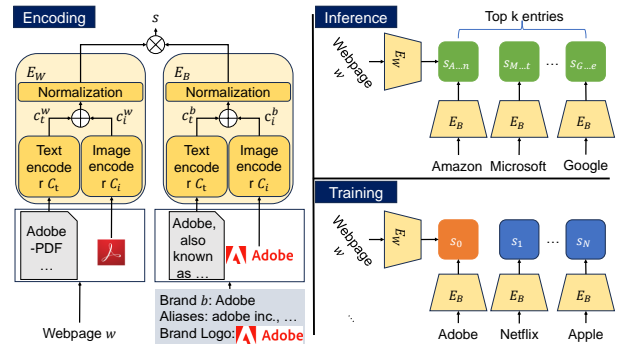 Encoding
s
E_W
E_B
Normalization
Normalization
c_t^w
c_i^w
c_t^b
c_i^b
Text
encode
r C_t
Image
encode
r C_i
Text
encode
r C_t
Image
encode
r C_i
Adobe
-PDF
...
Adobe,
also
known
as ...
Adobe
Brand b: Adobe
Aliases: adobe inc., ...
Brand Logo: Adobe
Webpage w
Inference
Top k entries
Webpage
w
E_W
s_{A...n}
s_{M...t}
...
s_{G...e}
E_B
E_B
E_B
Amazon
Microsoft
Google
Training
Webpage
w
E_W
s_0
s_1
...
s_N
E_B
E_B
E_B
Adobe
Netflix
Apple
...